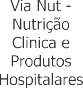 Via Nut -
Nutrição
Clinica e
Produtos
Hospitalares